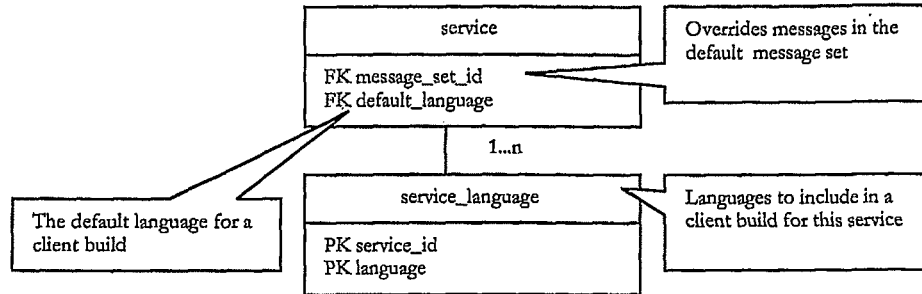 service
FK message_set_id
FK default_language
Overrides messages in the
default message set
1...n
The default language for a
client build
service_language
PK service_id
PK language
Languages to include in a
client build for this service